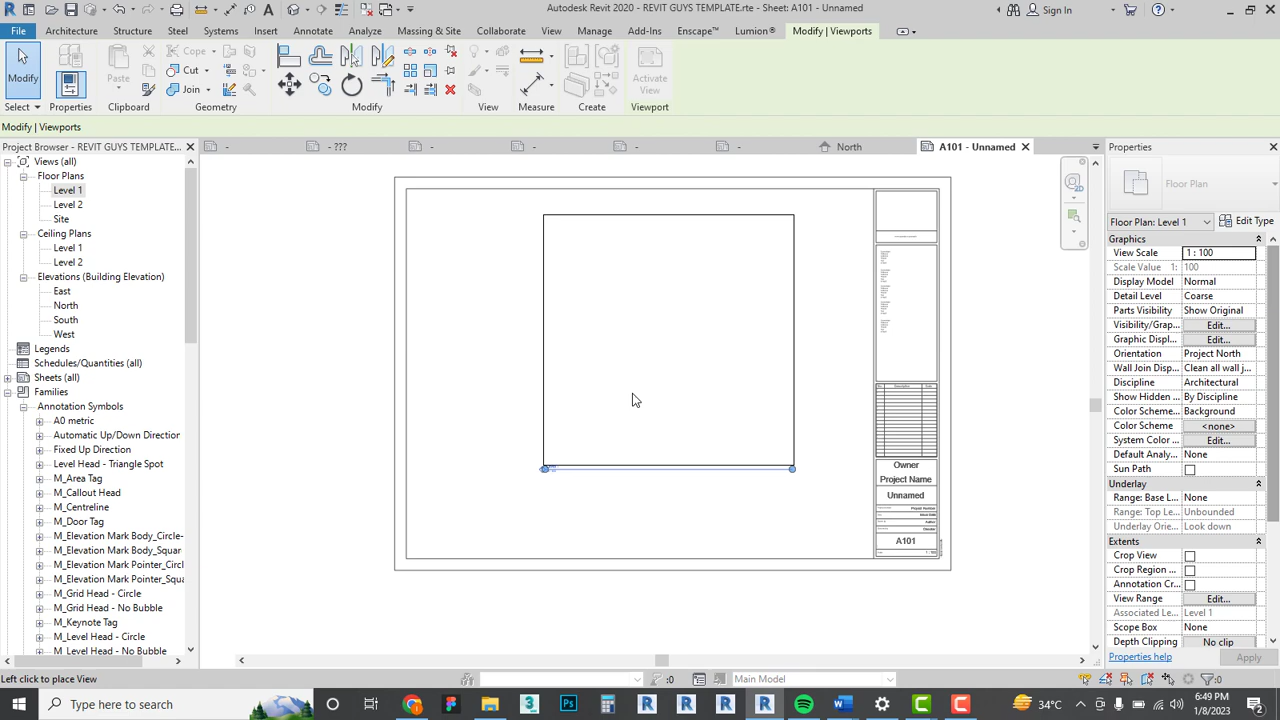 Autodesk Revit 2020 - REVIT GUYS TEMPLATE.rte - Sheet: A101 - Unnamed
Sign In
File Architecture Structure Steel Systems Insert Annotate Analyze Massing & Site Collaborate View Manage Add-Ins Enscape™ Lumion® Modify | Viewports
Modify Paste Cope Cut Join Activate View
Select Properties Clipboard Geometry Modify View Measure Create Viewport
Modify | Viewports
Project Browser - REVIT GUYS TEMPLATE...
- - ??? - - - - North A101 - Unnamed
Properties
Views (all)
Floor Plans
Level 1
Level 2
Site
Ceiling Plans
Level 1
Level 2
Elevations (Building Elevation)
East
North
South
West
Legends
Schedules/Quantities (all)
Sheets (all)
Families
Annotation Symbols
A0 metric
Automatic Up/Down Direction
Fixed Up Direction
Level Head - Triangle Spot
M_Area Tag
M_Callout Head
M_Centreline
M_Door Tag
M_Elevation Mark Body_Circle-
M_Elevation Mark Body_Square
M_Elevation Mark Pointer_Circl
M_Elevation Mark Pointer_Squa
M_Grid Head - Circle
M_Grid Head - No Bubble
M_Keynote Tag
M_Level Head - Circle
M_Level Head - No Bubble
Owner
Project Name
Unnamed
A101
Floor Plan
Floor Plan: Level 1 Edit Type
Graphics
View Scale 1 : 100
Scale Value 1: 100
Display Model Normal
Detail Level Coarse
Parts Visibility Show Original
Visibility/Grap... Edit...
Graphic Displ... Edit...
Orientation Project North
Wall Join Disp... Clean all wall j...
Discipline Architectural
Show Hidden ... By Discipline
Color Scheme... Background
Color Scheme <none>
System Color ... Edit...
Default Analy... None
Sun Path
Underlay
Range: Base L... None
Range: Top Le... Unbounded
Underlay Orie... Look down
Extents
Crop View
Crop Region ...
Annotation Cr...
View Range Edit...
Associated Le... Level 1
Scope Box None
Depth Clipping No clip
Properties help Apply
Left click to place View
:0 Main Model :0
Type here to search
34°C
6:49 PM
1/8/2023